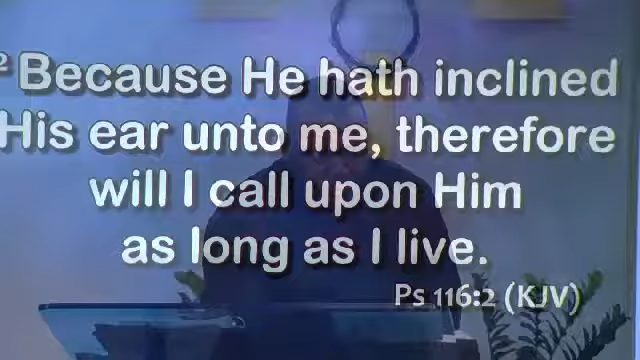 2 Because He hath inclined
His ear unto me, therefore
will I call upon Him
as long as I live.
Ps 116:2 (KJV)